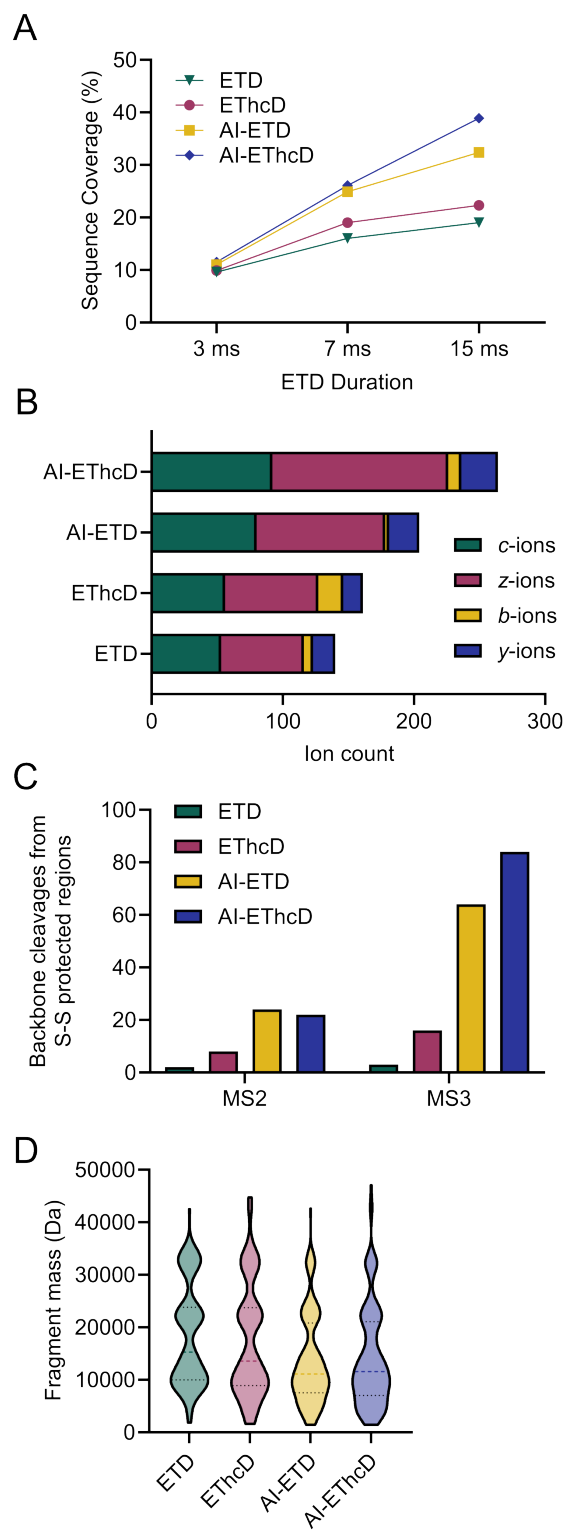 A
Sequence Coverage (%)
50
40
30
20
10
0
ETD
EThcD
AI-ETD
AI-EThcD
3 ms
7 ms
15 ms
ETD Duration
B
AI-EThcD
AI-ETD
EThcD
ETD
c-ions
z-ions
b-ions
y-ions
0
100
200
300
Ion count
C
Backbone cleavages from
S-S protected regions
100
80
60
40
20
0
ETD
EThcD
AI-ETD
AI-EThcD
MS2
MS3
D
Fragment mass (Da)
50000
40000
30000
20000
10000
0
ETD
EThcD
AI-ETD
AI-EThcD